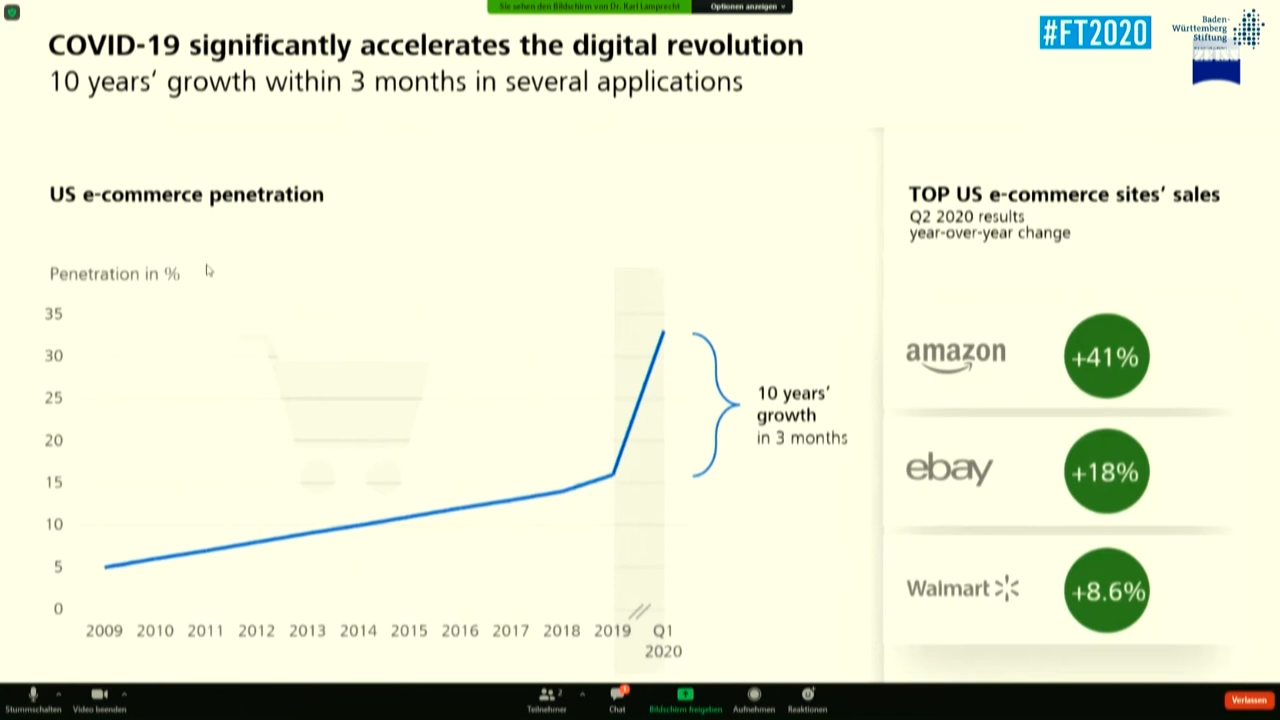 Sie sehen den Bildschirm von Dr. Karl Lamprecht
Optionen anzeigen
COVID-19 significantly accelerates the digital revolution
10 years’ growth within 3 months in several applications
#FT2020
Baden-
Württemberg
Stiftung
ZEISS
US e-commerce penetration
Penetration in %
35
30
25
20
15
10
5
0
2009 2010 2011 2012 2013 2014 2015 2016 2017 2018 2019 Q1
2020
10 years’
growth
in 3 months
TOP US e-commerce sites’ sales
Q2 2020 results
year-over-year change
amazon +41%
ebay +18%
Walmart +8.6%
Stummschalten Video beenden Teilnehmer 2 Chat 1 Bildschirm freigeben Aufnehmen Reaktionen Verlassen